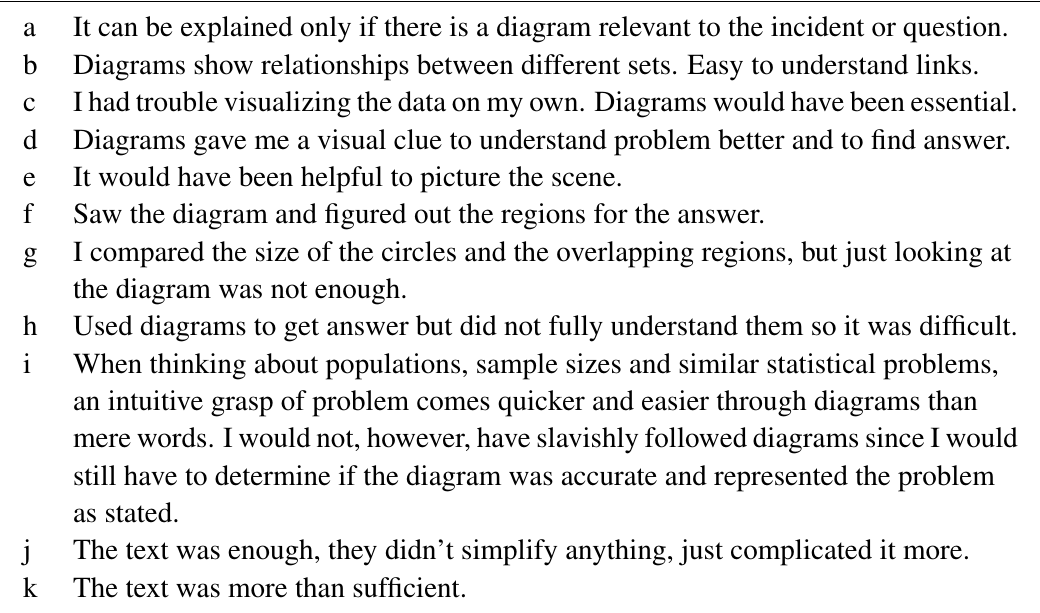 a It can be explained only if there is a diagram relevant to the incident or question.
b Diagrams show relationships between different sets. Easy to understand links.
c I had trouble visualizing the data on my own. Diagrams would have been essential.
d Diagrams gave me a visual clue to understand problem better and to find answer.
e It would have been helpful to picture the scene.
f Saw the diagram and figured out the regions for the answer.
g I compared the size of the circles and the overlapping regions, but just looking at
the diagram was not enough.
h Used diagrams to get answer but did not fully understand them so it was difficult.
i When thinking about populations, sample sizes and similar statistical problems,
an intuitive grasp of problem comes quicker and easier through diagrams than
mere words. I would not, however, have slavishly followed diagrams since I would
still have to determine if the diagram was accurate and represented the problem
as stated.
j The text was enough, they didn't simplify anything, just complicated it more.
k The text was more than sufficient.